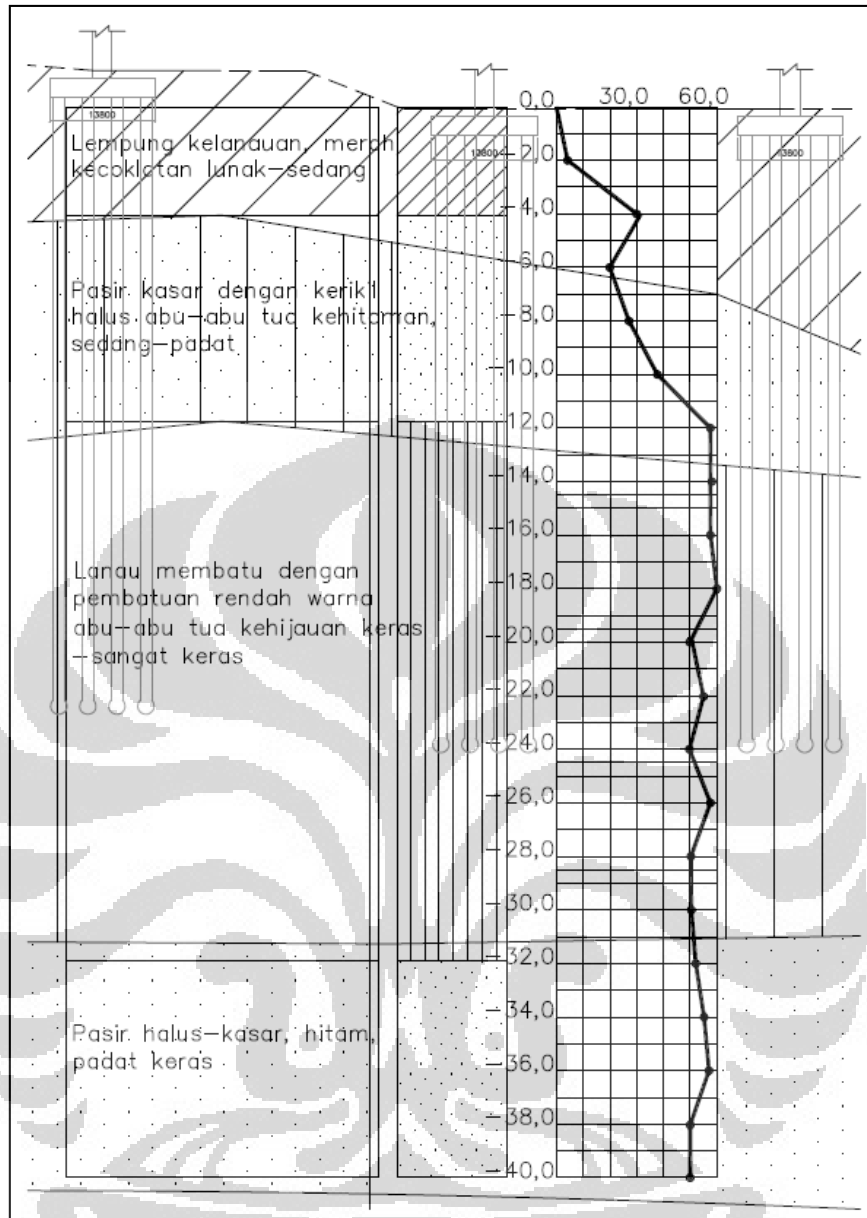 0,0 30,0 60,0
13800
13800
13800
Lempung kelanauan, merah
kecoklatan lunak–sedang
–2,0
–4,0
–6,0
Pasir kasar dengan kerikil
halus abu–abu tua kehitaman,
sedang–padat
–8,0
–10,0
–12,0
–14,0
–16,0
Lanau membatu dengan
pembatuan rendah warna
abu–abu tua kehijauan keras
–sangat keras
–18,0
–20,0
–22,0
–24,0
–26,0
–28,0
–30,0
–32,0
Pasir halus–kasar, hitam,
padat keras
–34,0
–36,0
–38,0
–40,0